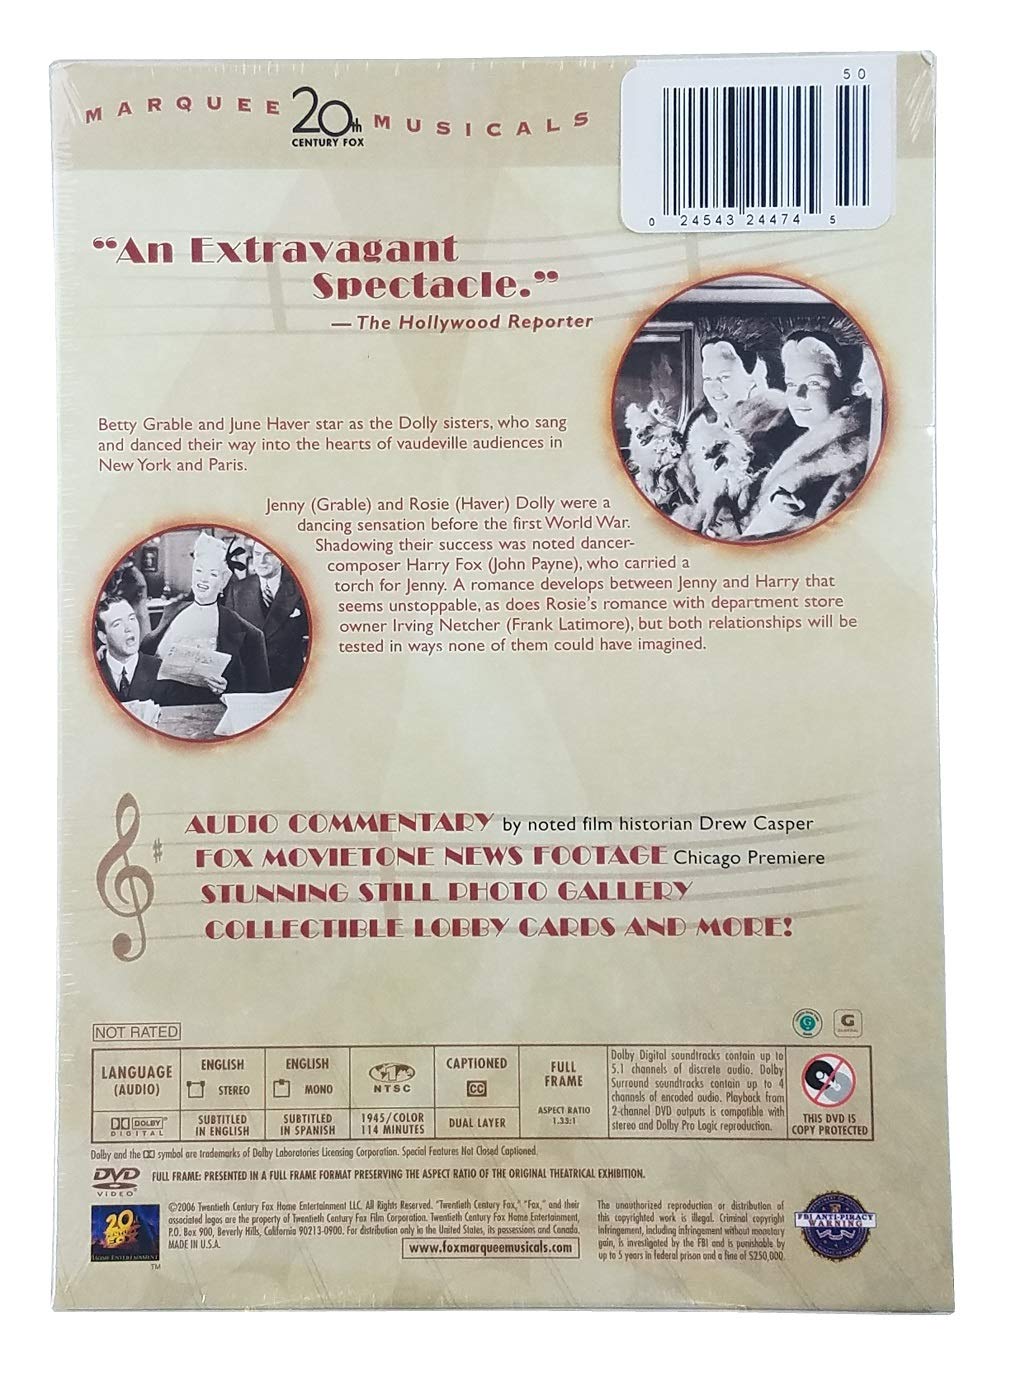 MARQUEE 20th CENTURY FOX MUSICALS
50
0 24543 24474 5
“An Extravagant
Spectacle.”
— The Hollywood Reporter
Betty Grable and June Haver star as the Dolly sisters, who sang
and danced their way into the hearts of vaudeville audiences in
New York and Paris.
Jenny (Grable) and Rosie (Haver) Dolly were a
dancing sensation before the first World War.
Shadowing their success was noted dancer-
composer Harry Fox (John Payne), who carried a
torch for Jenny. A romance develops between Jenny and Harry that
seems unstoppable, as does Rosie's romance with department store
owner Irving Netcher (Frank Latimore), but both relationships will be
tested in ways none of them could have imagined.
AUDIO COMMENTARY by noted film historian Drew Casper
FOX MOVIETONE NEWS FOOTAGE Chicago Premiere
STUNNING STILL PHOTO GALLERY
COLLECTIBLE LOBBY CARDS AND MORE!
NOT RATED
G
G
LANGUAGE
(AUDIO)
ENGLISH
STEREO
ENGLISH
MONO
NTSC
CAPTIONED
CC
FULL
FRAME
ASPECT RATIO
1.33:1
DOLBY
DIGITAL
SUBTITLED
IN ENGLISH
SUBTITLED
IN SPANISH
1945/COLOR
114 MINUTES
DUAL LAYER
Dolby Digital soundtracks contain up to
5.1 channels of discrete audio. Dolby
Surround soundtracks contain up to 4
channels of encoded audio. Playback from
2-channel DVD outputs is compatible with
stereo and Dolby Pro Logic reproduction.
THIS DVD IS
COPY PROTECTED
Dolby and the DD symbol are trademarks of Dolby Laboratories Licensing Corporation. Special Features Not Closed Captioned.
DVD
VIDEO
FULL FRAME: PRESENTED IN A FULL FRAME FORMAT PRESERVING THE ASPECT RATIO OF THE ORIGINAL THEATRICAL EXHIBITION.
20th CENTURY FOX
HOME ENTERTAINMENT
TM
©2006 Twentieth Century Fox Home Entertainment LLC. All Rights Reserved. "Twentieth Century Fox," "Fox," and their
associated logos are the property of Twentieth Century Fox Film Corporation. Twentieth Century Fox Home Entertainment,
P.O. Box 900, Beverly Hills, California 90213-0900. For distribution only in the United States, its possessions and Canada.
MADE IN U.S.A.
www.foxmarqueemusicals.com
The unauthorized reproduction or distribution of
this copyrighted work is illegal. Criminal copyright
infringement, including infringement without monetary
gain, is investigated by the FBI and is punishable by
up to 5 years in federal prison and a fine of $250,000.
FBI ANTI-PIRACY
WARNING